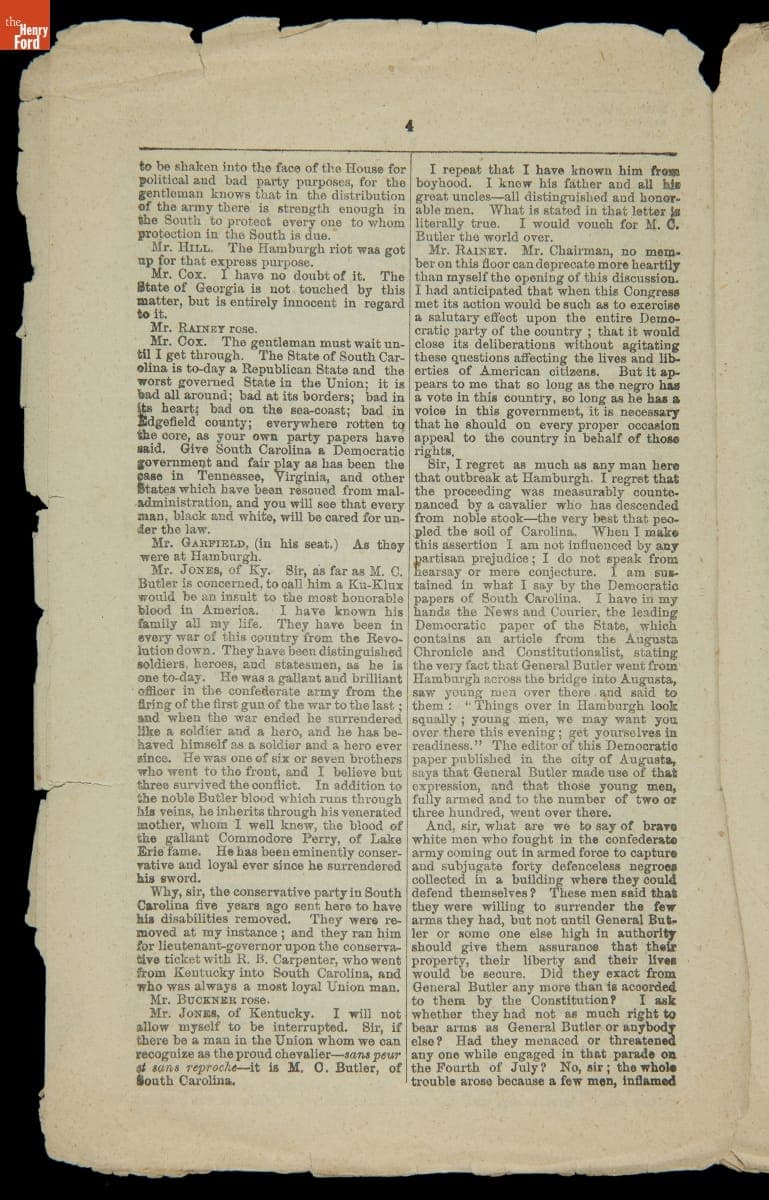 the
Henry
Ford
4
to be shaken into the face of the House for
political and bad party purposes, for the
gentleman knows that in the distribution
of the army there is strength enough in
the South to protect every one to whom
protection in the South is due.
Mr. HILL. The Hamburgh riot was got
up for that express purpose.
Mr. Cox. I have no doubt of it. The
State of Georgia is not touched by this
matter, but is entirely innocent in regard
to it.
Mr. RAINEY rose.
Mr. Cox. The gentleman must wait un-
til I get through. The State of South Car-
olina is to-day a Republican State and the
worst governed State in the Union; it is
bad all around; bad at its borders; bad in
its heart; bad on the sea-coast; bad in
Edgefield county; everywhere rotten to
the core, as your own party papers have
said. Give South Carolina a Democratic
government and fair play as has been the
case in Tennessee, Virginia, and other
States which have been rescued from mal-
administration, and you will see that every
man, black and white, will be cared for un-
der the law.
Mr. GARFIELD, (in his seat.) As they
were at Hamburgh.
Mr. JONES, of Ky. Sir, as far as M. C.
Butler is concerned, to call him a Ku-Klux
would be an insult to the most honorable
blood in America. I have known his
family all my life. They have been in
every war of this country from the Revo-
lution down. They have been distinguished
soldiers, heroes, and statesmen, as he is
one to-day. He was a gallant and brilliant
officer in the confederate army from the
firing of the first gun of the war to the last;
and when the war ended he surrendered
like a soldier and a hero, and he has be-
haved himself as a soldier and a hero ever
since. He was one of six or seven brothers
who went to the front, and I believe but
three survived the conflict. In addition to
the noble Butler blood which runs through
his veins, he inherits through his venerated
mother, whom I well knew, the blood of
the gallant Commodore Perry, of Lake
Erie fame. He has been eminently conser-
vative and loyal ever since he surrendered
his sword.
Why, sir, the conservative party in South
Carolina five years ago sent here to have
his disabilities removed. They were re-
moved at my instance; and they ran him
for lieutenant-governor upon the conserva-
tive ticket with R. B. Carpenter, who went
from Kentucky into South Carolina, and
who was always a most loyal Union man.
Mr. BUCKNER rose.
Mr. JONES, of Kentucky. I will not
allow myself to be interrupted. Sir, if
there be a man in the Union whom we can
recognize as the proud chevalier—sans peur
et sans reproche—it is M. C. Butler, of
South Carolina.
I repeat that I have known him from
boyhood. I knew his father and all his
great uncles—all distinguished and honor-
able men. What is stated in that letter is
literally true. I would vouch for M. C.
Butler the world over.
Mr. RAINEY. Mr. Chairman, no mem-
ber on this floor can deprecate more heartily
than myself the opening of this discussion.
I had anticipated that when this Congress
met its action would be such as to exercise
a salutary effect upon the entire Demo-
cratic party of the country; that it would
close its deliberations without agitating
these questions affecting the lives and lib-
erties of American citizens. But it ap-
pears to me that so long as the negro has
a vote in this country, so long as he has a
voice in this government, it is necessary
that he should on every proper occasion
appeal to the country in behalf of those
rights.
Sir, I regret as much as any man here
that outbreak at Hamburgh. I regret that
the proceeding was measurably counte-
nanced by a cavalier who has descended
from noble stock—the very best that peo-
pled the soil of Carolina. When I make
this assertion I am not influenced by any
partisan prejudice; I do not speak from
hearsay or mere conjecture. I am sus-
tained in what I say by the Democratic
papers of South Carolina. I have in my
hands the News and Courier, the leading
Democratic paper of the State, which
contains an article from the Augusta
Chronicle and Constitutionalist, stating
the very fact that General Butler went from
Hamburgh across the bridge into Augusta,
saw young men over there and said to
them: "Things over in Hamburgh look
squally; young men, we may want you
over there this evening; get yourselves in
readiness." The editor of this Democratic
paper published in the city of Augusta,
says that General Butler made use of that
expression, and that those young men,
fully armed and to the number of two or
three hundred, went over there.
And, sir, what are we to say of brave
white men who fought in the confederate
army coming out in armed force to capture
and subjugate forty defenceless negroes
collected in a building where they could
defend themselves? These men said that
they were willing to surrender the few
arms they had, but not until General But-
ler or some one else high in authority
should give them assurance that their
property, their liberty and their lives
would be secure. Did they exact from
General Butler any more than is accorded
to them by the Constitution? I ask
whether they had not as much right to
bear arms as General Butler or anybody
else? Had they menaced or threatened
any one while engaged in that parade on
the Fourth of July? No, sir; the whole
trouble arose because a few men, inflamed